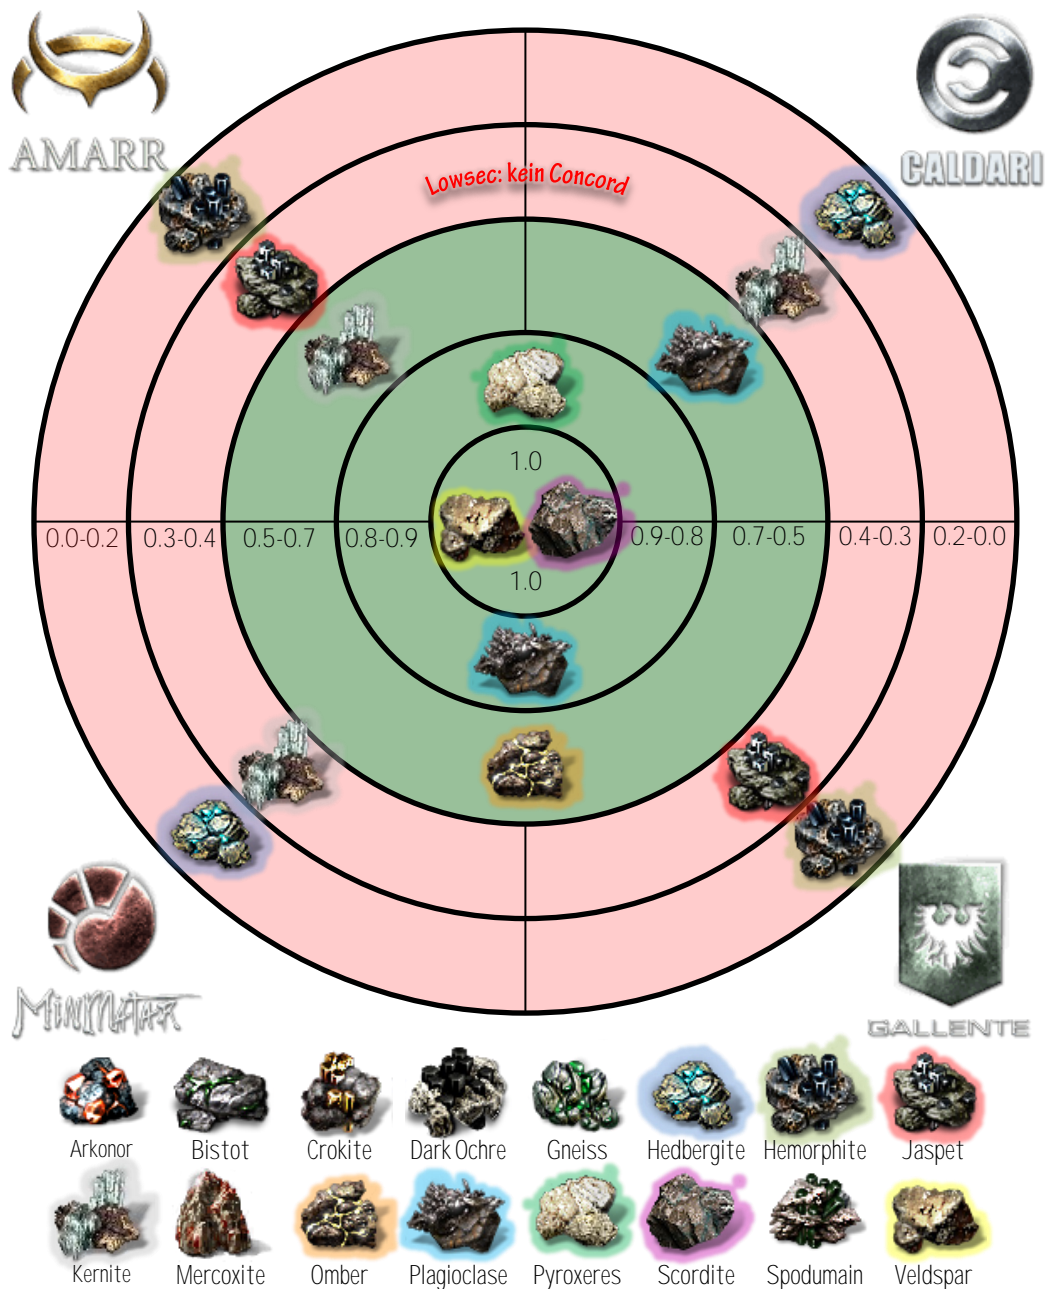 AMARR
CALDARI
Lowsec: kein Concord
1.0
0.0-0.2 0.3-0.4 0.5-0.7 0.8-0.9 0.9-0.8 0.7-0.5 0.4-0.3 0.2-0.0
1.0
MINMATAR
GALLENTE
Arkonor Bistot Crokite Dark Ochre Gneiss Hedbergite Hemorphite Jaspet
Kernite Mercoxite Omber Plagioclase Pyroxeres Scordite Spodumain Veldspar